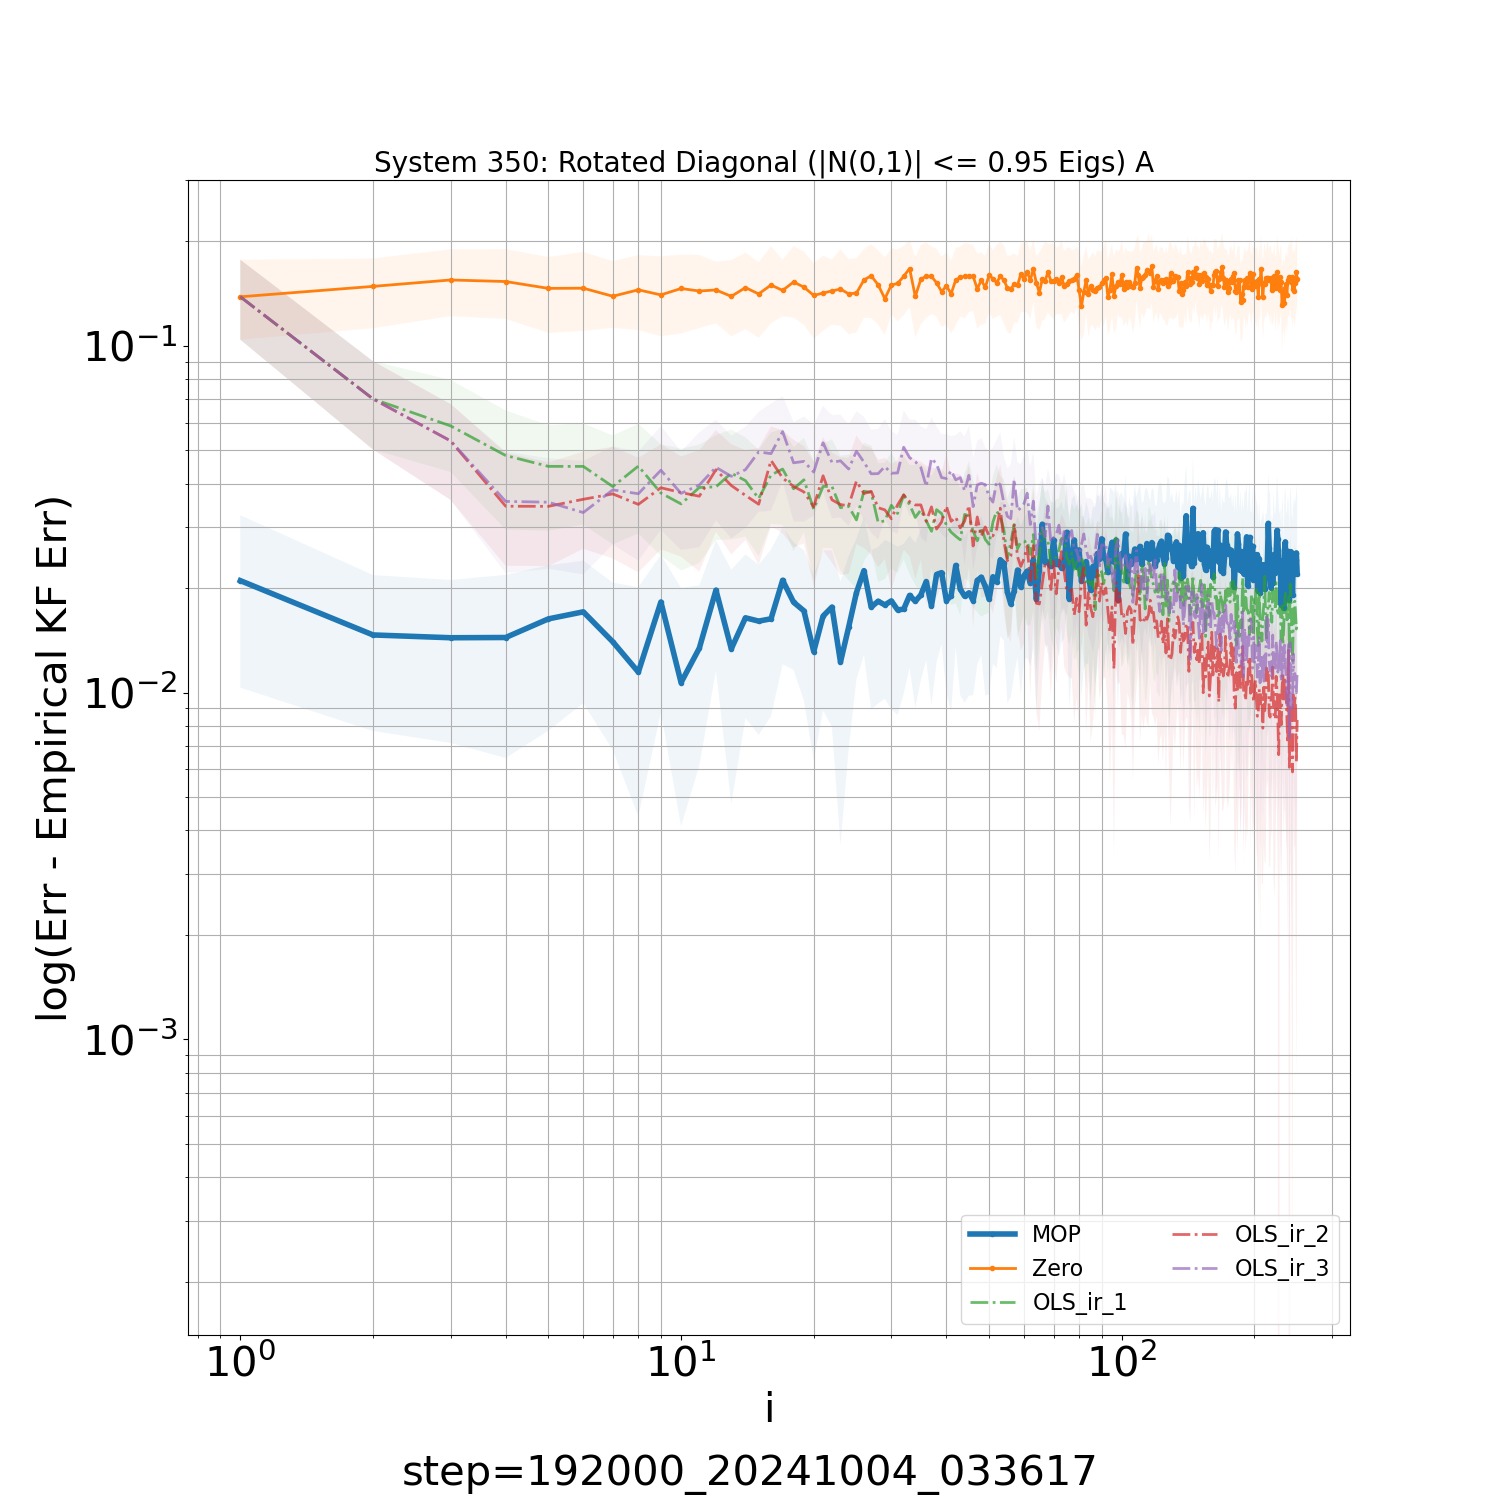 System 350: Rotated Diagonal (|N(0,1)| <= 0.95 Eigs) A
log(Err - Empirical KF Err)
10⁻¹
10⁻²
10⁻³
10⁰
10¹
10²
i
MOP
Zero
OLS_ir_1
OLS_ir_2
OLS_ir_3
step=192000_20241004_033617